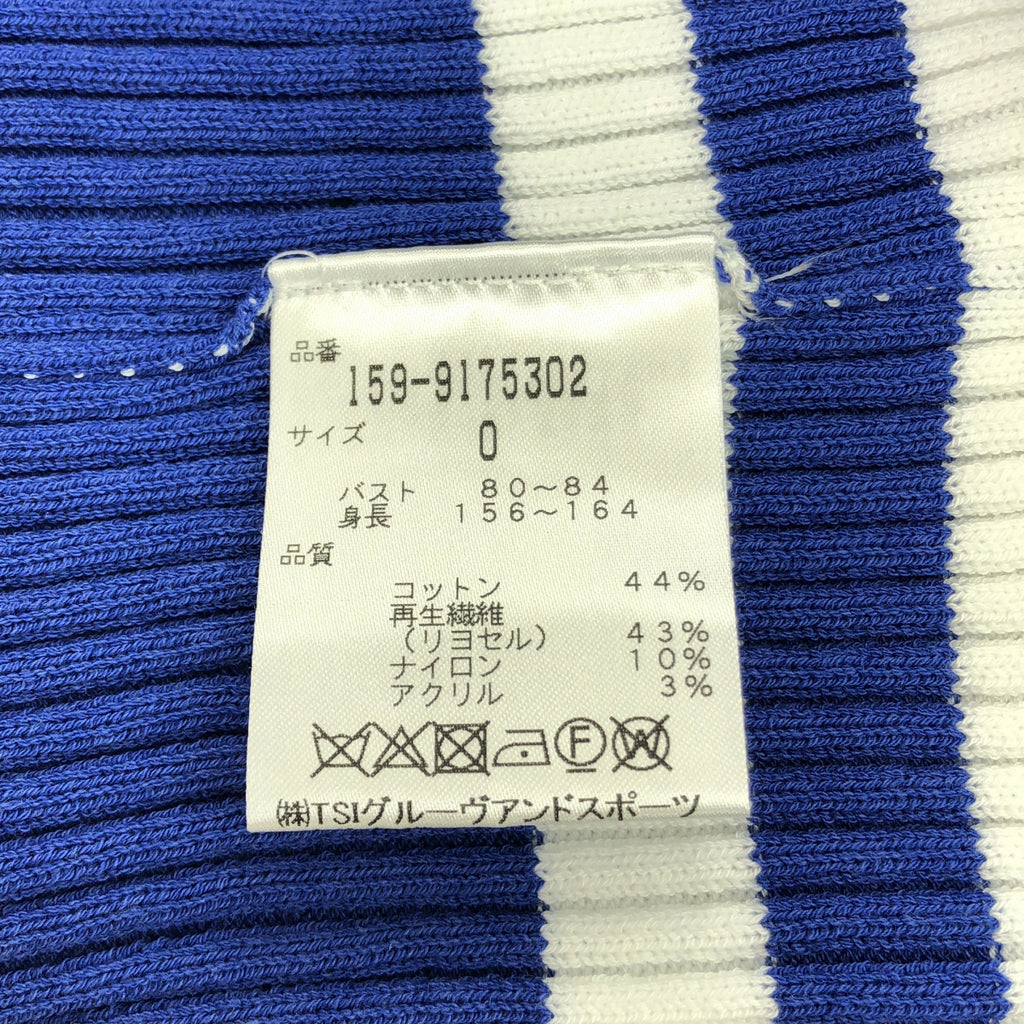 品番
159-9175302
サイズ 0
バスト 80～84
身長 156～164
品質
コットン 44%
再生繊維
(リヨセル) 43%
ナイロン 10%
アクリル 3%
F W
㈱TSIグルーヴアンドスポーツ